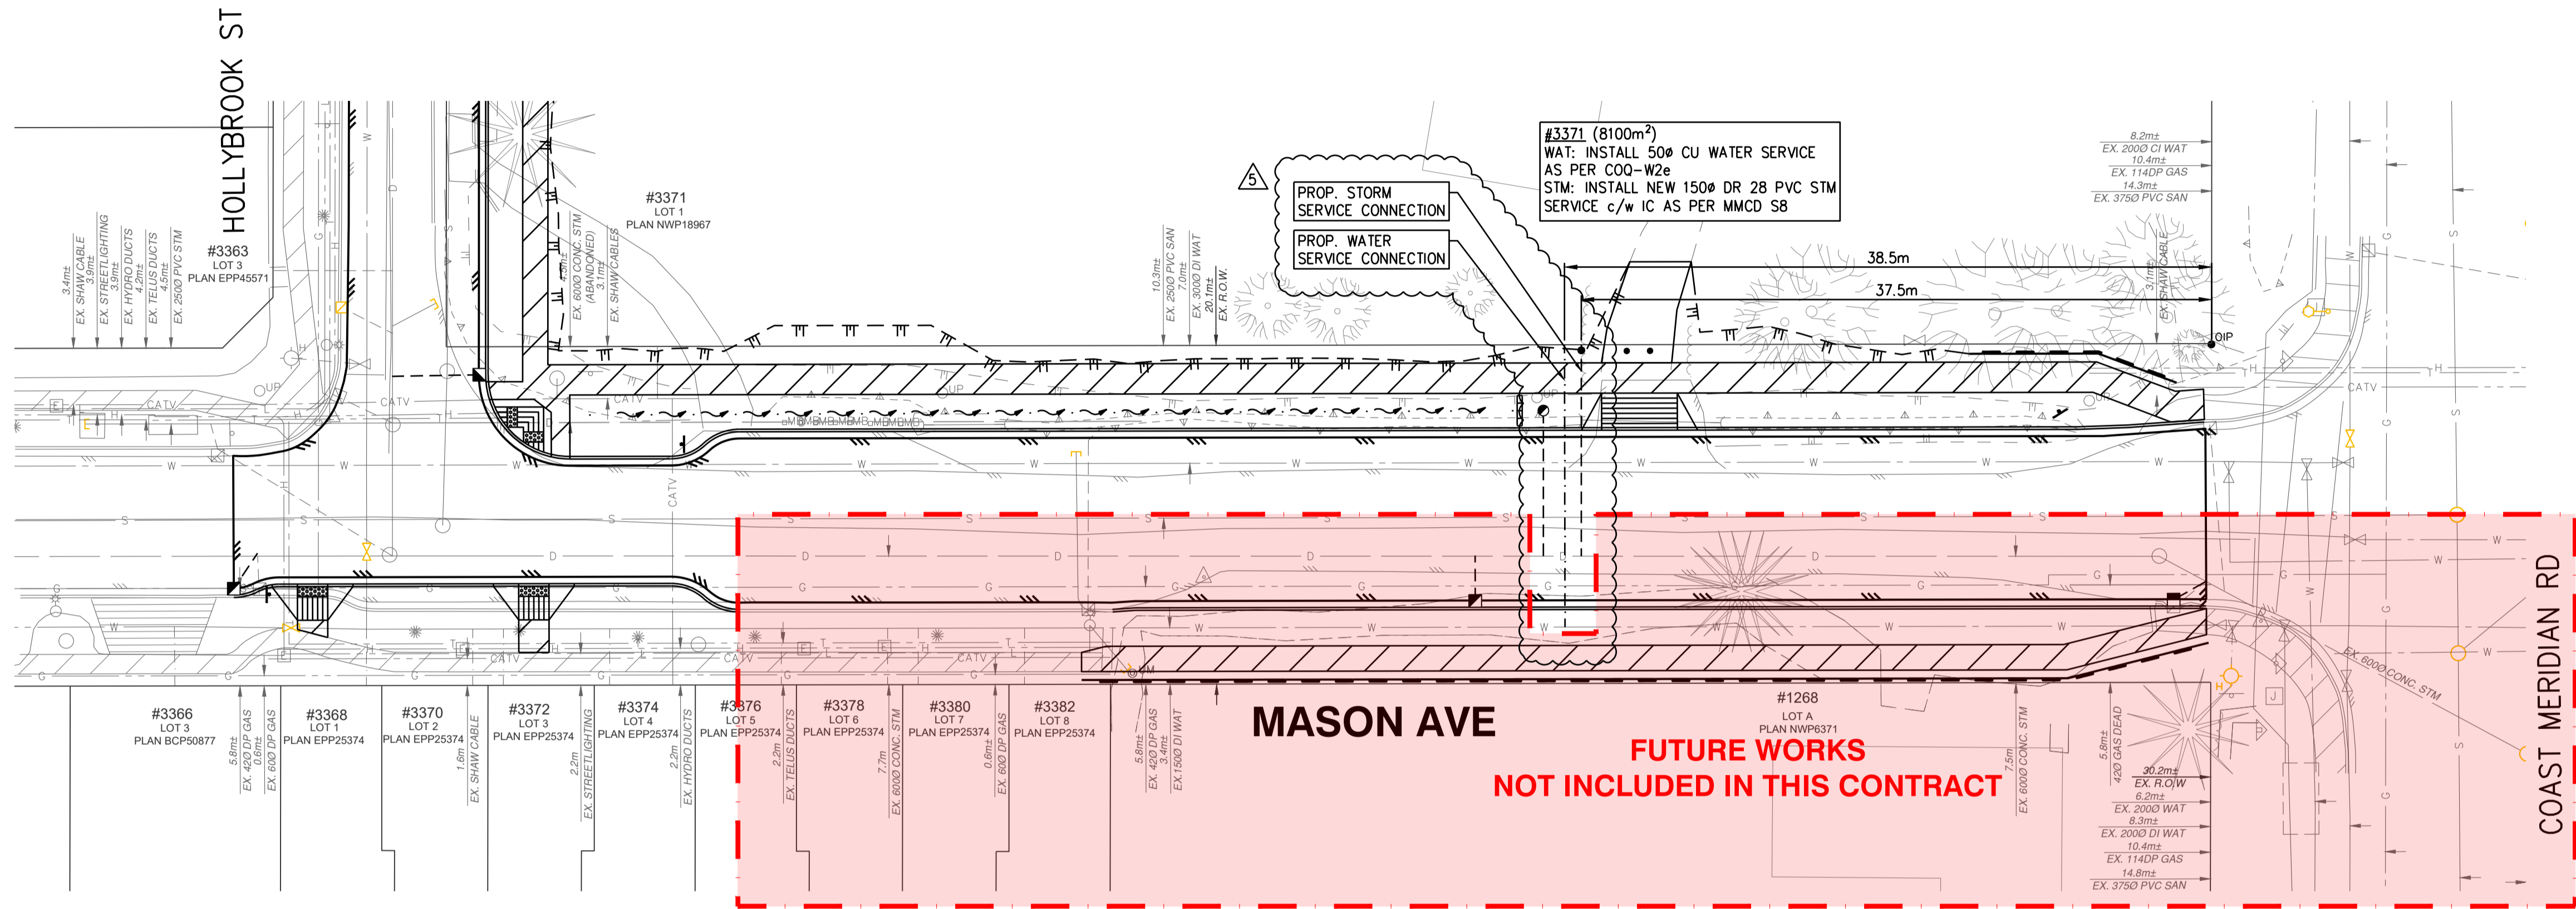 HOLLYBROOK ST
3.4m±
EX. SHAW CABLE
3.9m±
EX. STREETLIGHTING
3.9m±
EX. HYDRO DUCTS
4.2m±
EX. TELUS DUCTS
4.5m±
EX. 250Ø PVC STM
#3363
LOT 3
PLAN EPP45571
#3371
LOT 1
PLAN NWP18967
4.5m±
EX. 600Ø CONC. STM
(ABANDONED)
3.1m±
EX. SHAW CABLES
10.3m±
EX. 250Ø PVC SAN
7.0m±
EX. 300Ø DI WAT
20.1m±
EX. R.O.W.
5
PROP. STORM
SERVICE CONNECTION
PROP. WATER
SERVICE CONNECTION
#3371 (8100m²)
WAT: INSTALL 50ø CU WATER SERVICE
AS PER COQ-W2e
STM: INSTALL NEW 150ø DR 28 PVC STM
SERVICE c/w IC AS PER MMCD S8
38.5m
37.5m
8.2m±
EX. 200Ø CI WAT
10.4m±
EX. 114DP GAS
14.3m±
EX. 375Ø PVC SAN
3.1m±
EX. SHAW CABLE
OIP
#3366
LOT 3
PLAN BCP50877
5.8m±
EX. 42Ø DP GAS
0.6m±
EX. 60Ø DP GAS
#3368
LOT 1
PLAN EPP25374
#3370
LOT 2
PLAN EPP25374
1.6m
EX. SHAW CABLE
#3372
LOT 3
PLAN EPP25374
2.2m
EX. STREETLIGHTING
#3374
LOT 4
PLAN EPP25374
2.2m
EX. HYDRO DUCTS
#3376
LOT 5
PLAN EPP25374
2.2m
EX. TELUS DUCTS
#3378
LOT 6
PLAN EPP25374
7.7m
EX. 600Ø CONC. STM
#3380
LOT 7
PLAN EPP25374
0.6m±
EX. 60Ø DP GAS
#3382
LOT 8
PLAN EPP25374
5.8m±
EX. 42Ø DP GAS
3.4m±
EX.150Ø DI WAT
MASON AVE
#1268
LOT A
PLAN NWP6371
FUTURE WORKS
NOT INCLUDED IN THIS CONTRACT
7.5m
EX. 600Ø CONC. STM
5.8m±
42Ø GAS DEAD
30.2m±
EX. R.O.W
6.2m±
EX. 200Ø WAT
8.3m±
EX. 200Ø DI WAT
10.4m±
EX. 114DP GAS
14.8m±
EX. 375Ø PVC SAN
EX. 600Ø CONC. STM
COAST MERIDIAN RD